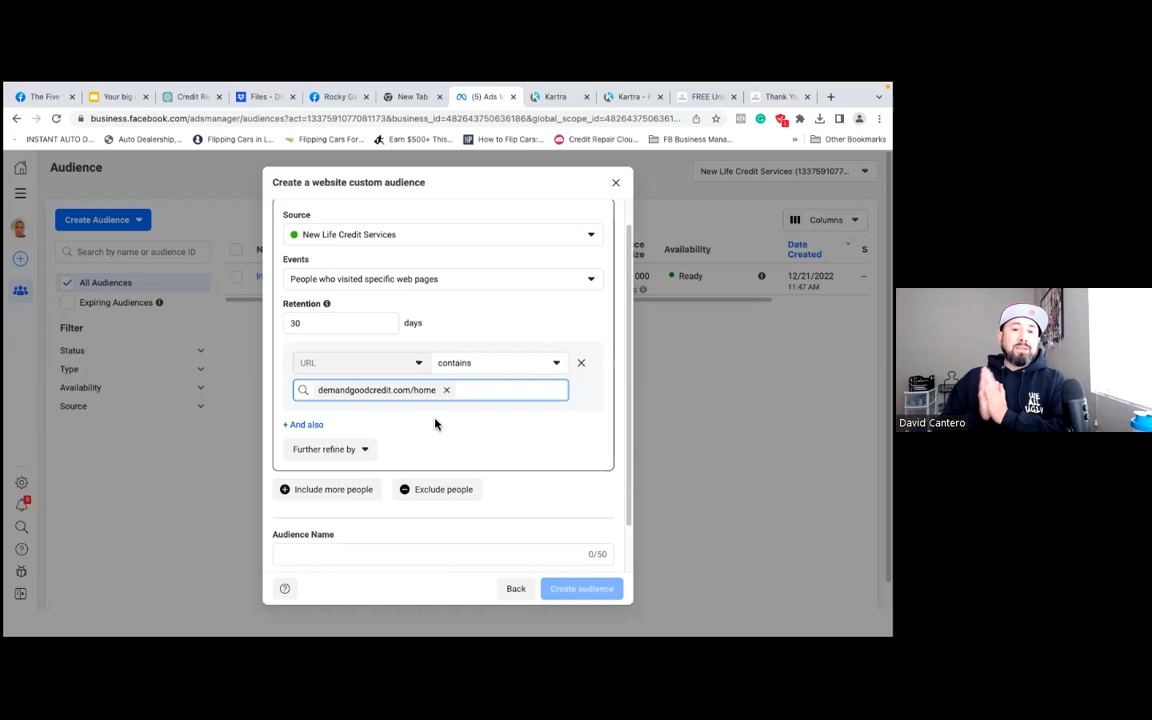 The Five
Your big
Credit Re
Files - D
Rocky Ga
New Tab
(5) Ads
Kartra
Kartra -
FREE Un
Thank Yo
business.facebook.com/adsmanager/audiences?act=1337591077081173&business_id=482643750636186&global_scope_id=4826437506361...
INSTANT AUTO D...
Auto Dealership,...
Flipping Cars in L...
Flipping Cars For...
Earn $500+ This...
How to Flip Cars:...
Credit Repair Clou...
FB Business Mana...
Other Bookmarks
Audience
New Life Credit Services (1337591077...
Create a website custom audience
Create Audience
Columns
Search by name or audience ID
All Audiences
Expiring Audiences
Filter
Status
Type
Availability
Source
Availability
Date
Created
S
000
Ready
12/21/2022
11:47 AM
Source
New Life Credit Services
Events
People who visited specific web pages
Retention
30
days
URL
contains
demandgoodcredit.com/home
+ And also
Further refine by
Include more people
Exclude people
Audience Name
0/50
Back
Create audience
WE
ALL
UGLY
David Cantero